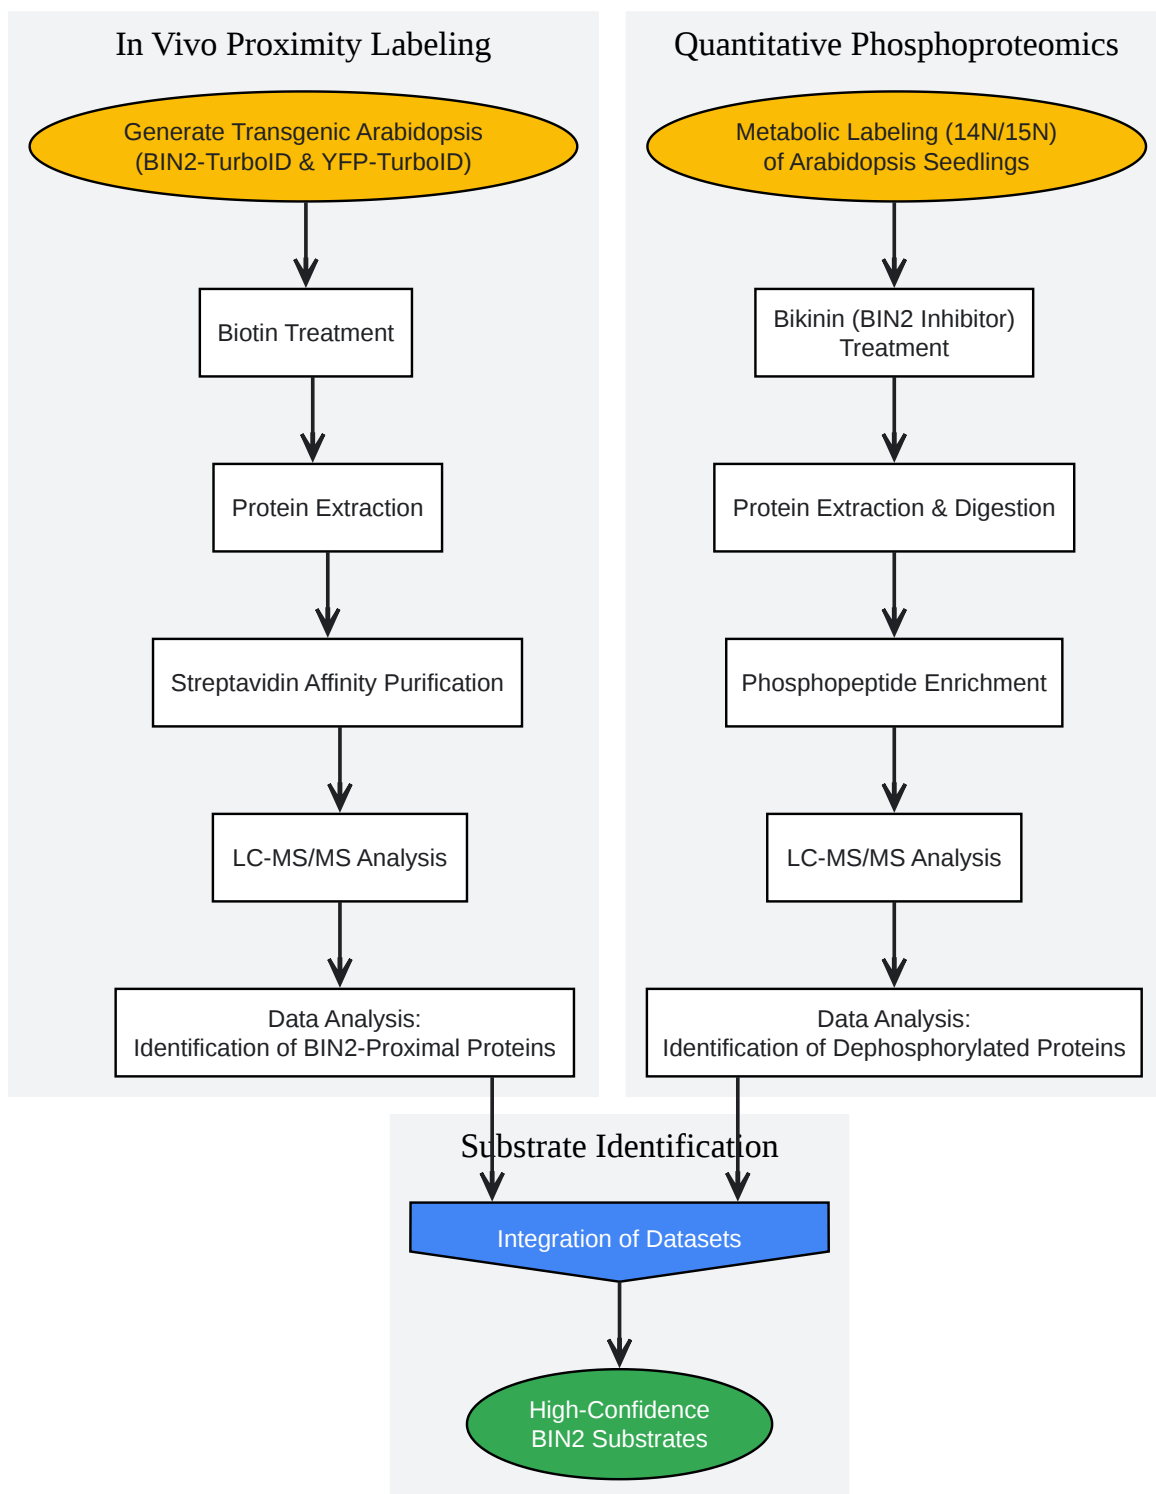 In Vivo Proximity Labeling
Generate Transgenic Arabidopsis
(BIN2-TurboID & YFP-TurboID)
Biotin Treatment
Protein Extraction
Streptavidin Affinity Purification
LC-MS/MS Analysis
Data Analysis:
Identification of BIN2-Proximal Proteins
Quantitative Phosphoproteomics
Metabolic Labeling (14N/15N)
of Arabidopsis Seedlings
Bikinin (BIN2 Inhibitor)
Treatment
Protein Extraction & Digestion
Phosphopeptide Enrichment
LC-MS/MS Analysis
Data Analysis:
Identification of Dephosphorylated Proteins
Substrate Identification
Integration of Datasets
High-Confidence
BIN2 Substrates